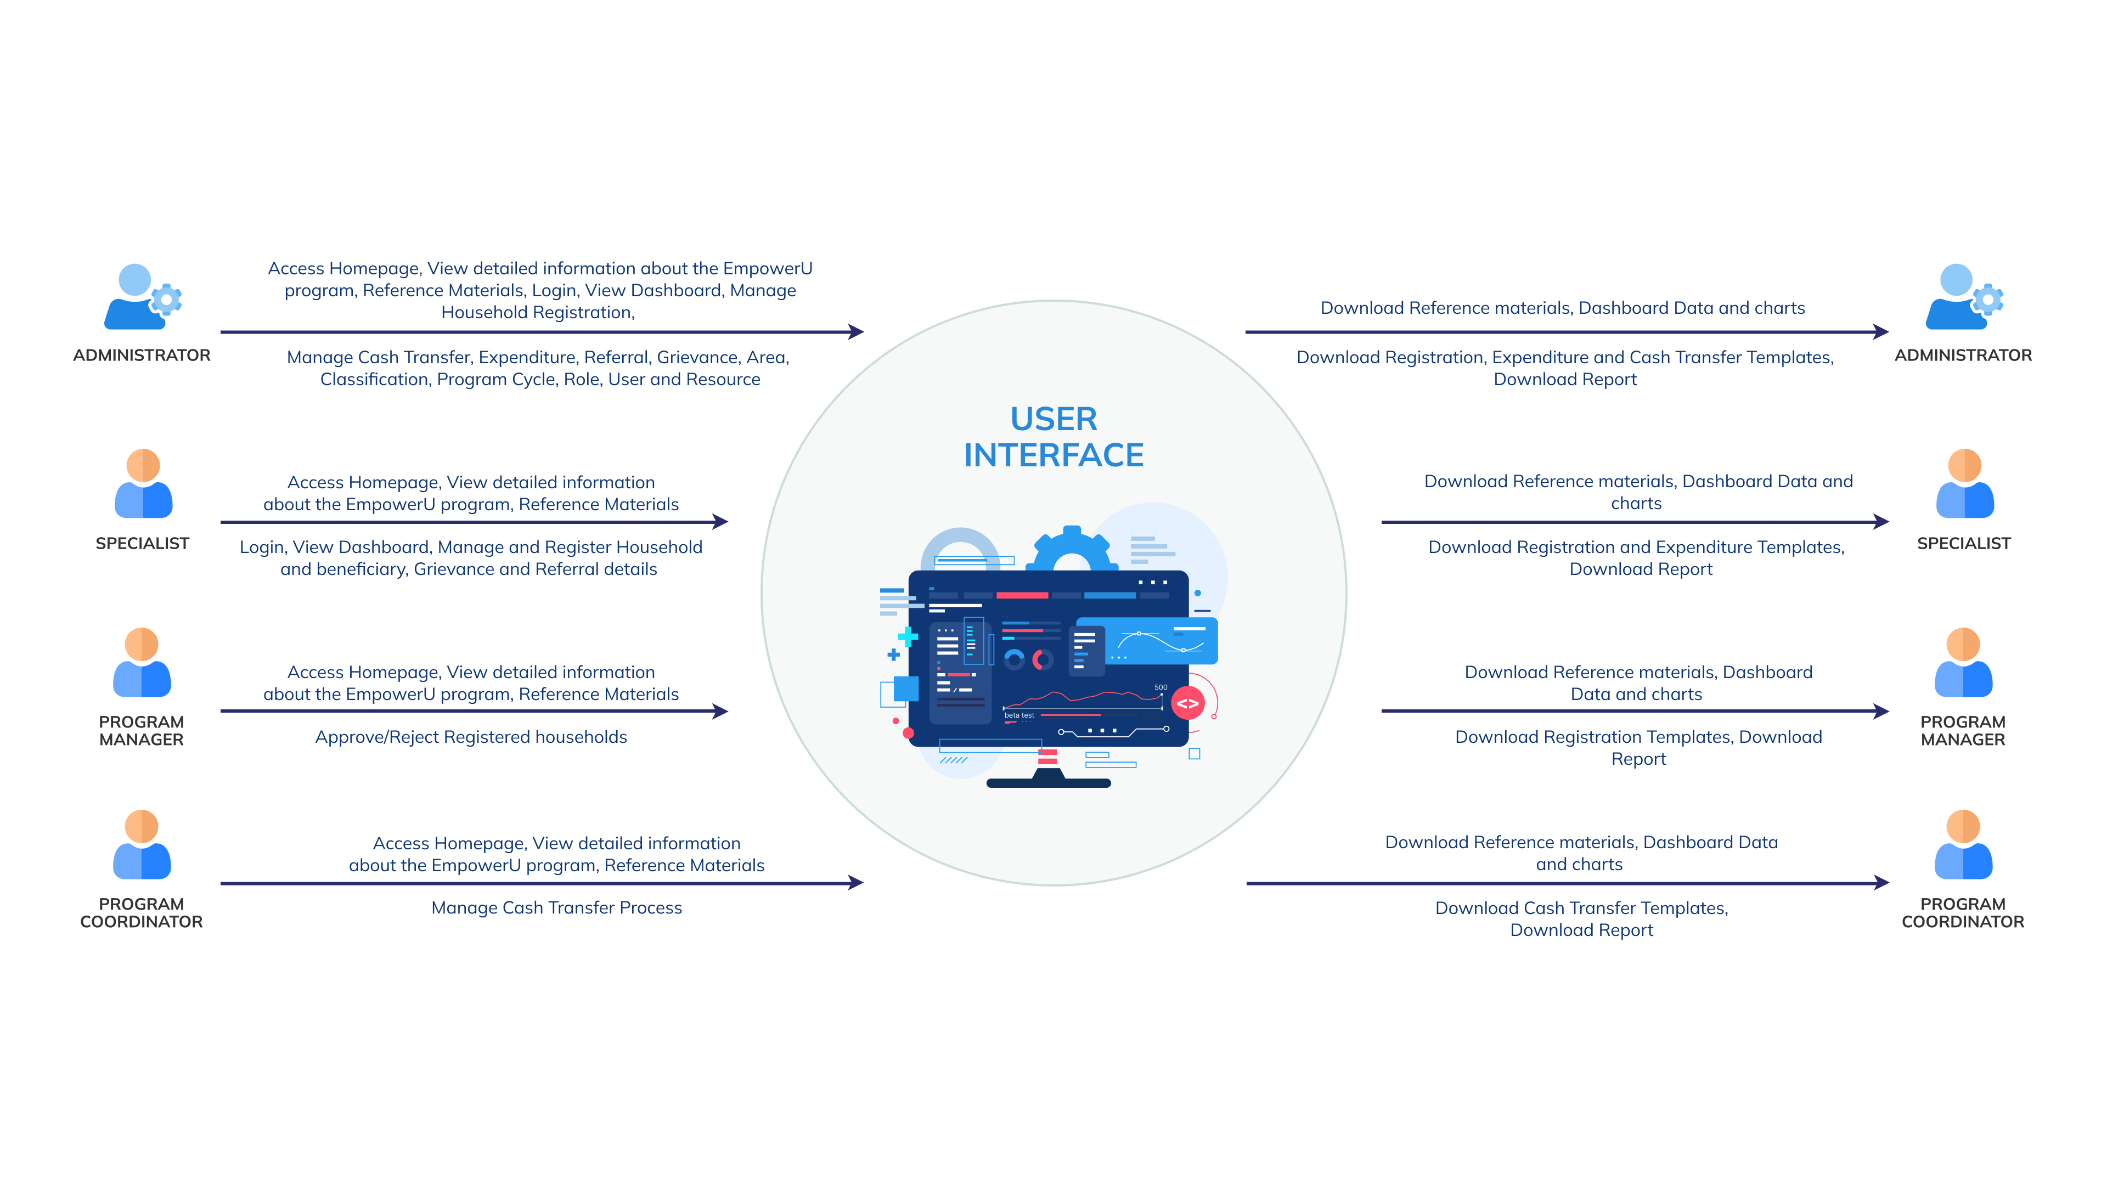 Access Homepage, View detailed information about the EmpowerU
program, Reference Materials, Login, View Dashboard, Manage
Household Registration,
ADMINISTRATOR
Manage Cash Transfer, Expenditure, Referral, Grievance, Area,
Classification, Program Cycle, Role, User and Resource
Access Homepage, View detailed information
about the EmpowerU program, Reference Materials
SPECIALIST
Login, View Dashboard, Manage and Register Household
and beneficiary, Grievance and Referral details
Access Homepage, View detailed information
about the EmpowerU program, Reference Materials
PROGRAM
MANAGER
Approve/Reject Registered households
Access Homepage, View detailed information
about the EmpowerU program, Reference Materials
PROGRAM
COORDINATOR
Manage Cash Transfer Process
USER
INTERFACE
500
beta test
<>
Download Reference materials, Dashboard Data and charts
ADMINISTRATOR
Download Registration, Expenditure and Cash Transfer Templates,
Download Report
Download Reference materials, Dashboard Data and
charts
SPECIALIST
Download Registration and Expenditure Templates,
Download Report
Download Reference materials, Dashboard
Data and charts
PROGRAM
MANAGER
Download Registration Templates, Download
Report
Download Reference materials, Dashboard Data
and charts
PROGRAM
COORDINATOR
Download Cash Transfer Templates,
Download Report